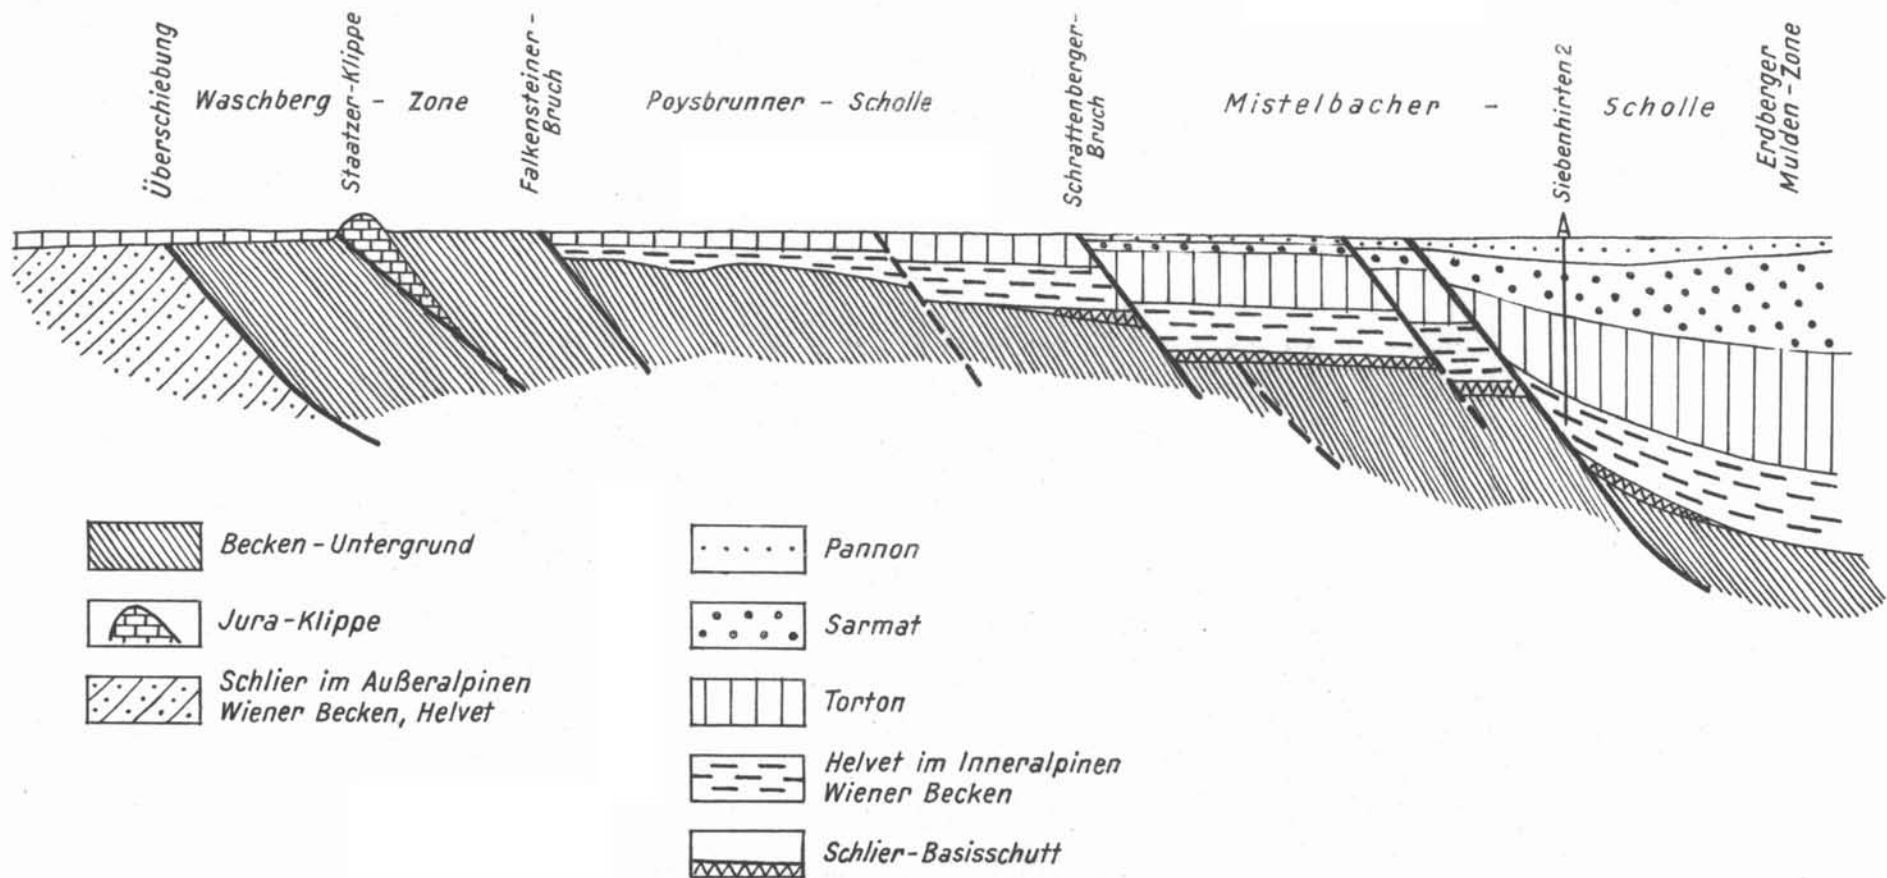 Überschiebung
Waschberg - Zone
Staatzer-Klippe
Falkensteiner-
Bruch
Poysbrunner - Scholle
Schrattenberger-
Bruch
Mistelbacher - Scholle
Siebenhirten 2
Erdberger
Mulden-Zone
Becken-Untergrund
Jura-Klippe
Schlier im Außeralpinen
Wiener Becken, Helvet
Pannon
Sarmat
Torton
Helvet im Inneralpinen
Wiener Becken
Schlier-Basisschutt